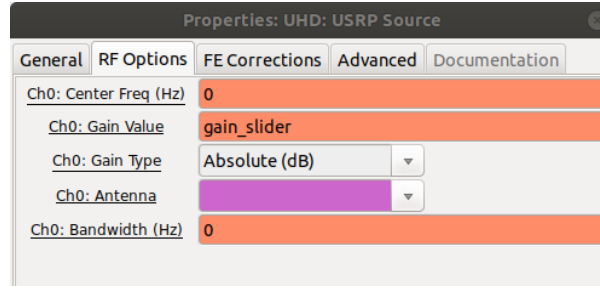 Properties: UHD: USRP Source
General RF Options FE Corrections Advanced Documentation
Ch0: Center Freq (Hz) 0
Ch0: Gain Value gain_slider
Ch0: Gain Type Absolute (dB)
Ch0: Antenna
Ch0: Bandwidth (Hz) 0